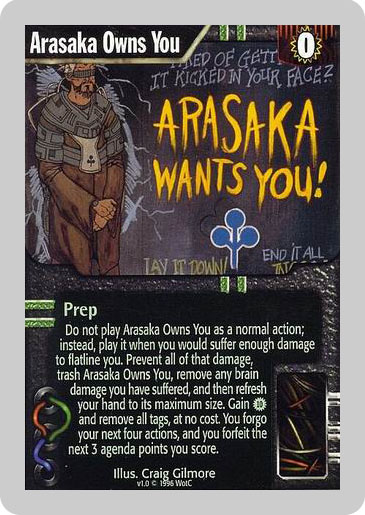 Arasaka Owns You
0
TIRED OF GETTI
IT KICKED IN YOUR FACE?
ARASAKA
WANTS YOU!
LAY IT DOWN!
END IT ALL
Prep
Do not play Arasaka Owns You as a normal action;
instead, play it when you would suffer enough damage
to flatline you. Prevent all of that damage,
trash Arasaka Owns You, remove any brain
damage you have suffered, and then refresh
your hand to its maximum size. Gain
and remove all tags, at no cost. You forgo
your next four actions, and you forfeit the
next 3 agenda points you score.
Illus. Craig Gilmore
v1.0 © 1996 WotC